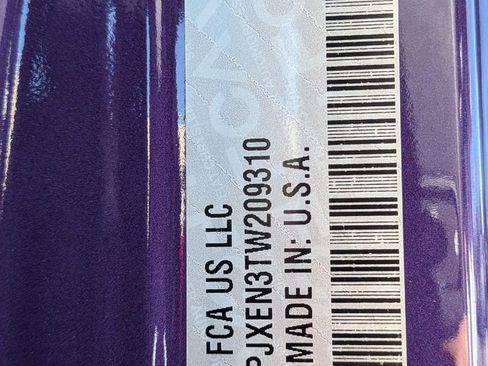 FCA US LLC
PJXEN3TW209310
MADE IN: U.S.A.